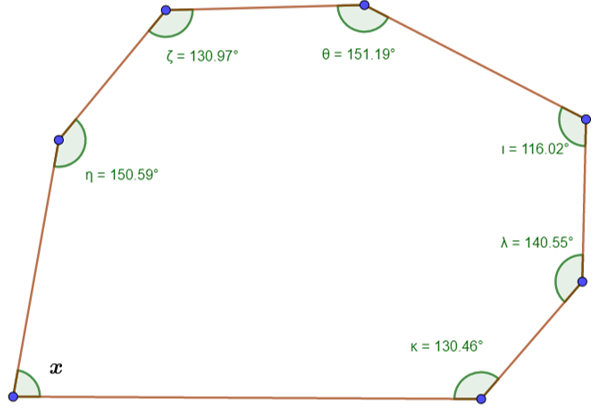 ζ = 130.97°
θ = 151.19°
ι = 116.02°
η = 150.59°
λ = 140.55°
κ = 130.46°
x